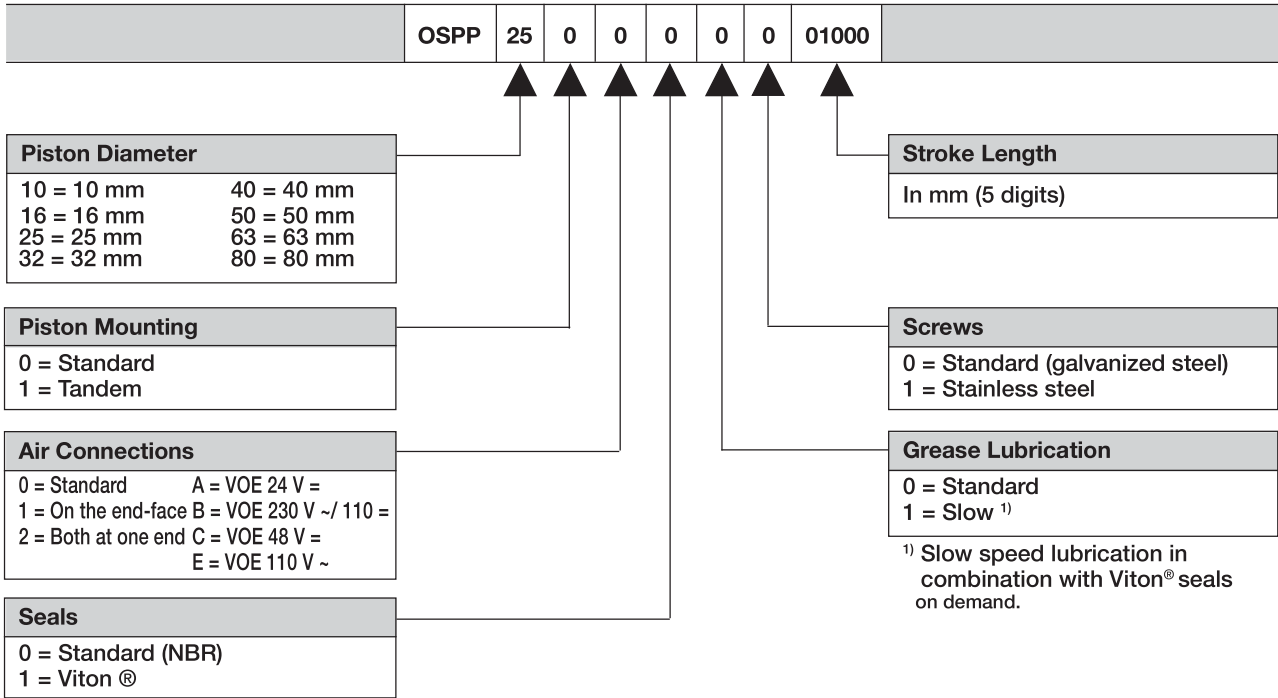 OSPP 25 0 0 0 0 0 01000
Piston Diameter
10 = 10 mm 40 = 40 mm
16 = 16 mm 50 = 50 mm
25 = 25 mm 63 = 63 mm
32 = 32 mm 80 = 80 mm
Piston Mounting
0 = Standard
1 = Tandem
Air Connections
0 = Standard A = VOE 24 V =
1 = On the end-face B = VOE 230 V ~/ 110 =
2 = Both at one end C = VOE 48 V =
E = VOE 110 V ~
Seals
0 = Standard (NBR)
1 = Viton ®
Stroke Length
In mm (5 digits)
Screws
0 = Standard (galvanized steel)
1 = Stainless steel
Grease Lubrication
0 = Standard
1 = Slow 1)
1) Slow speed lubrication in
combination with Viton® seals
on demand.